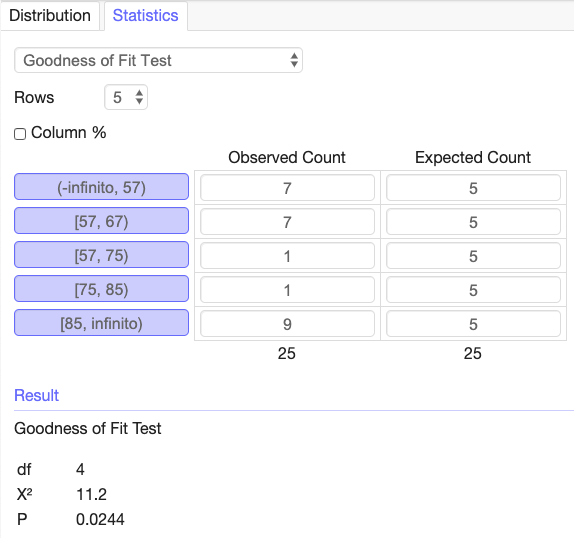 Distribution Statistics
Goodness of Fit Test
Rows 5
Column %
Observed Count Expected Count
(-infinito, 57) 7 5
[57, 67) 7 5
[57, 75) 1 5
[75, 85) 1 5
[85, infinito) 9 5
25 25
Result
Goodness of Fit Test
df 4
X² 11.2
P 0.0244